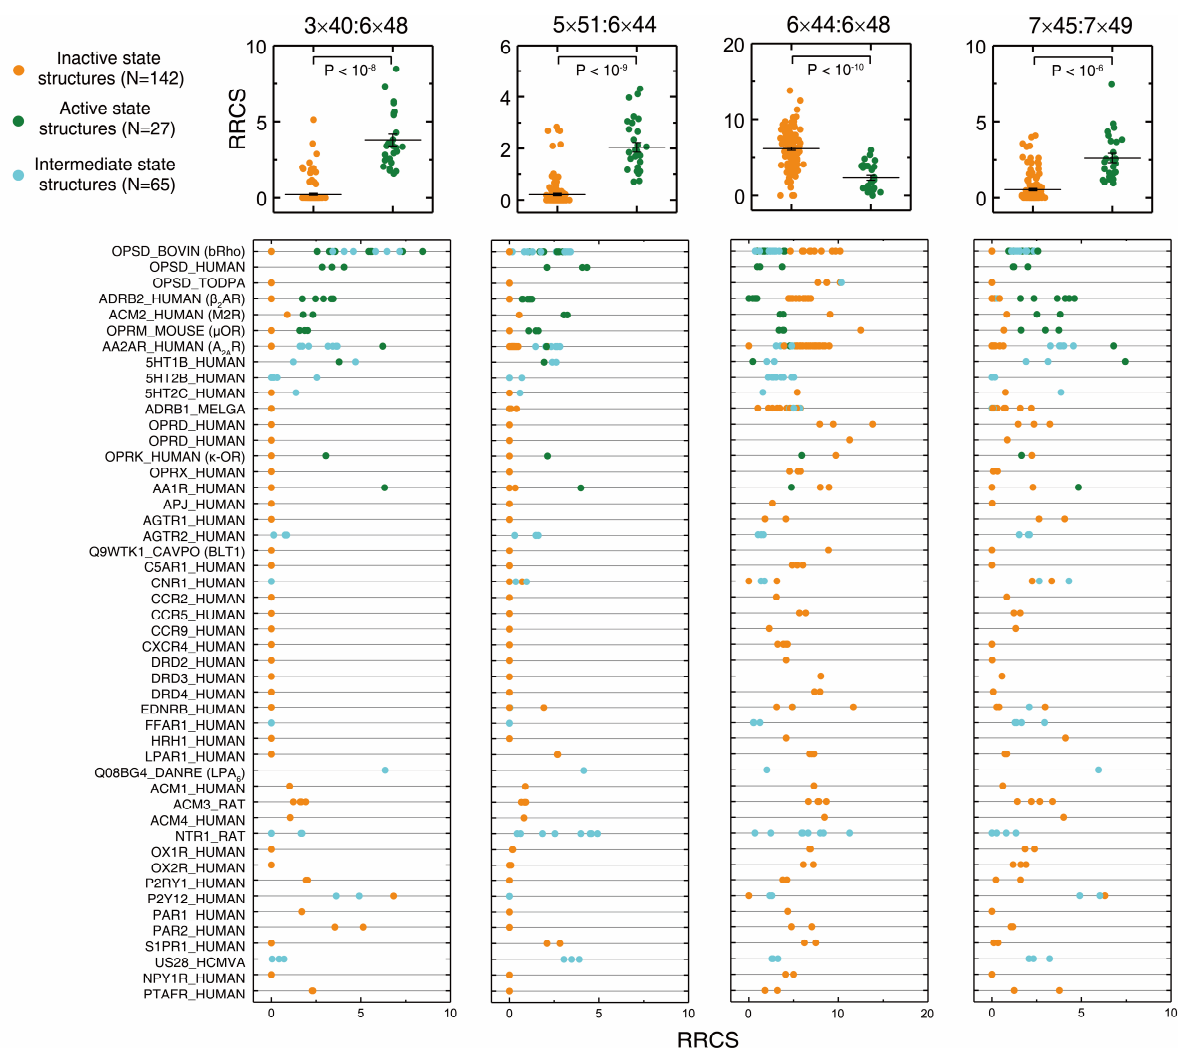 3×40:6×48
5×51:6×44
6×44:6×48
7×45:7×49
Inactive state
structures (N=142)
Active state
structures (N=27)
Intermediate state
structures (N=65)
RRCS
10
5
0
P < 10-8
6
4
2
0
P < 10-9
20
10
0
P < 10-10
10
5
0
P < 10-6
OPSD_BOVIN (bRho)
OPSD_HUMAN
OPSD_TODPA
ADRB2_HUMAN (β2AR)
ACM2_HUMAN (M2R)
OPRM_MOUSE (μOR)
AA2AR_HUMAN (A2AR)
5HT1B_HUMAN
5HT2B_HUMAN
5HT2C_HUMAN
ADRB1_MELGA
OPRD_HUMAN
OPRD_HUMAN
OPRK_HUMAN (κ-OR)
OPRX_HUMAN
AA1R_HUMAN
APJ_HUMAN
AGTR1_HUMAN
AGTR2_HUMAN
Q9WTK1_CAVPO (BLT1)
C5AR1_HUMAN
CNR1_HUMAN
CCR2_HUMAN
CCR5_HUMAN
CCR9_HUMAN
CXCR4_HUMAN
DRD2_HUMAN
DRD3_HUMAN
DRD4_HUMAN
EDNRB_HUMAN
FFAR1_HUMAN
HRH1_HUMAN
LPAR1_HUMAN
Q08BG4_DANRE (LPA6)
ACM1_HUMAN
ACM3_RAT
ACM4_HUMAN
NTR1_RAT
OX1R_HUMAN
OX2R_HUMAN
P2RY1_HUMAN
P2Y12_HUMAN
PAR1_HUMAN
PAR2_HUMAN
S1PR1_HUMAN
US28_HCMVA
NPY1R_HUMAN
PTAFR_HUMAN
0 5 10
0 5 10
0 10 20
0 5 10
RRCS